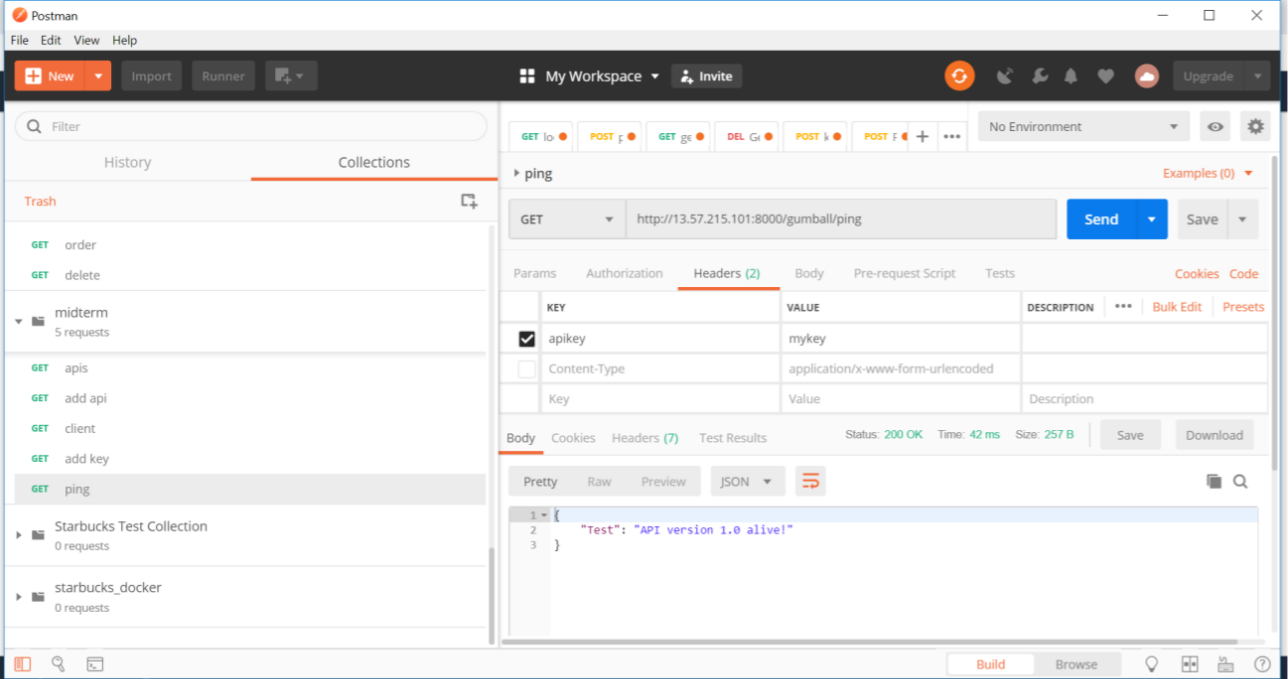 Postman
File Edit View Help
New Import Runner My Workspace Invite Upgrade
Filter
History Collections
Trash
GET order
GET delete
midterm
5 requests
GET apis
GET add api
GET client
GET add key
GET ping
Starbucks Test Collection
0 requests
starbucks_docker
0 requests
GET POST GET DEL POST POST + •••
No Environment
ping
Examples (0)
GET http://13.57.215.101:8000/gumball/ping Send Save
Params Authorization Headers (2) Body Pre-request Script Tests Cookies Code
KEY VALUE DESCRIPTION ••• Bulk Edit Presets
apikey mykey
Content-Type application/x-www-form-urlencoded
Key Value Description
Body Cookies Headers (7) Test Results Status: 200 OK Time: 42 ms Size: 257 B Save Download
Pretty Raw Preview JSON
1 {
2 "Test": "API version 1.0 alive!"
3 }
Build Browse